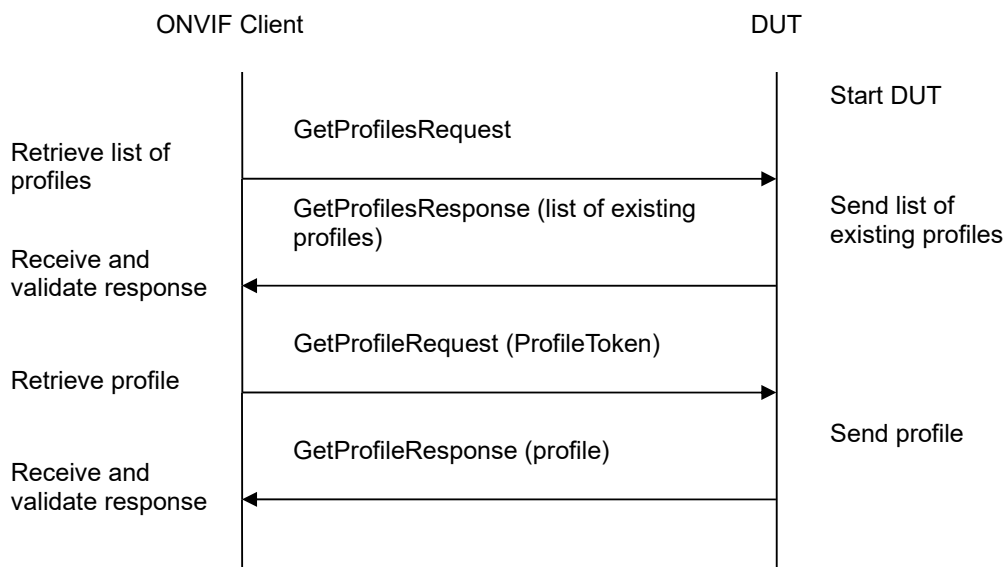 ONVIF Client
DUT
Start DUT
GetProfilesRequest
Retrieve list of
profiles
GetProfilesResponse (list of existing
profiles)
Send list of
existing profiles
Receive and
validate response
GetProfileRequest (ProfileToken)
Retrieve profile
Send profile
GetProfileResponse (profile)
Receive and
validate response